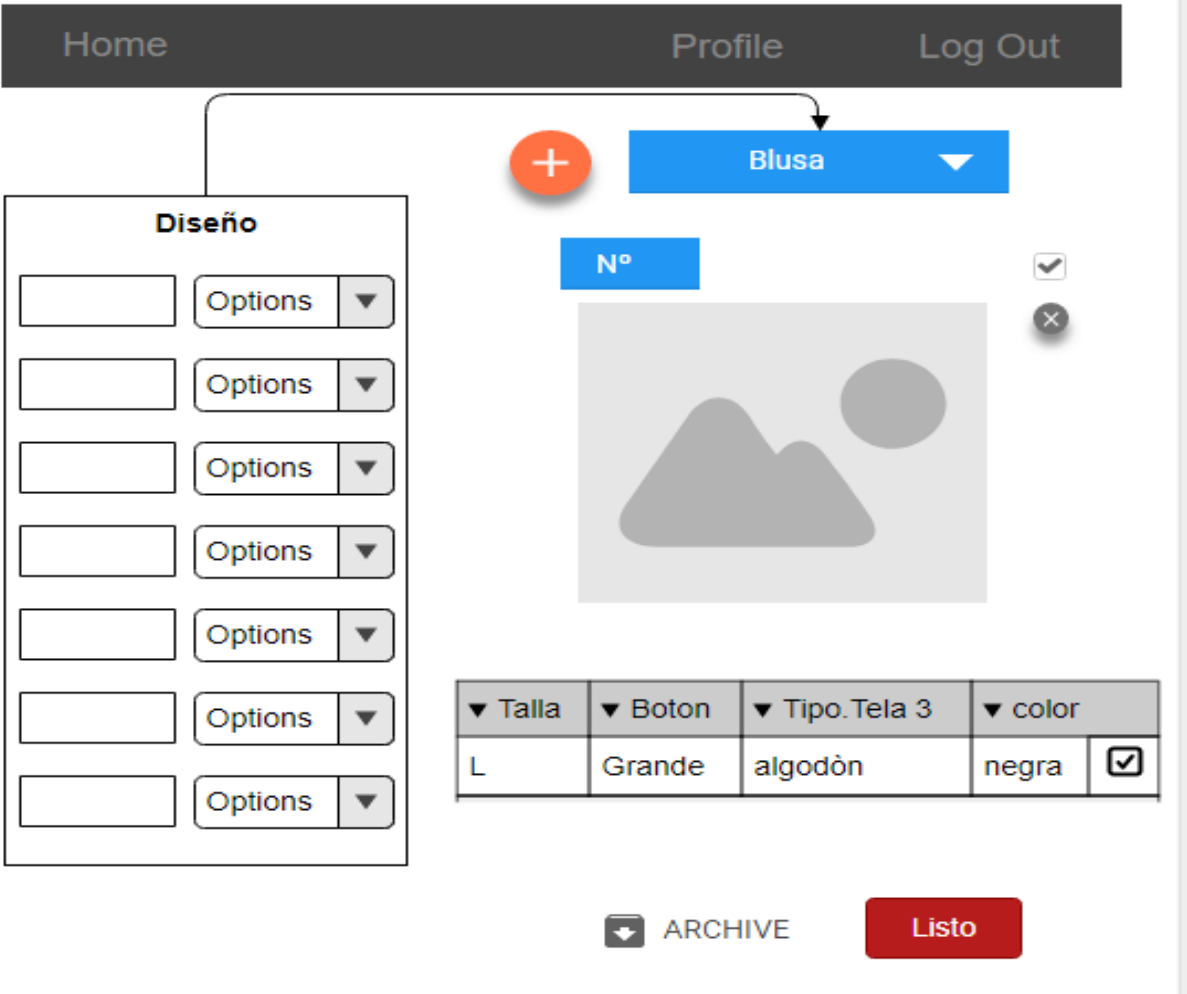 Home Profile Log Out
Blusa
Diseño
Nº
Options
Options
Options
Options
Options
Options
Options
Talla Boton Tipo.Tela 3 color
L Grande algodòn negra
ARCHIVE Listo